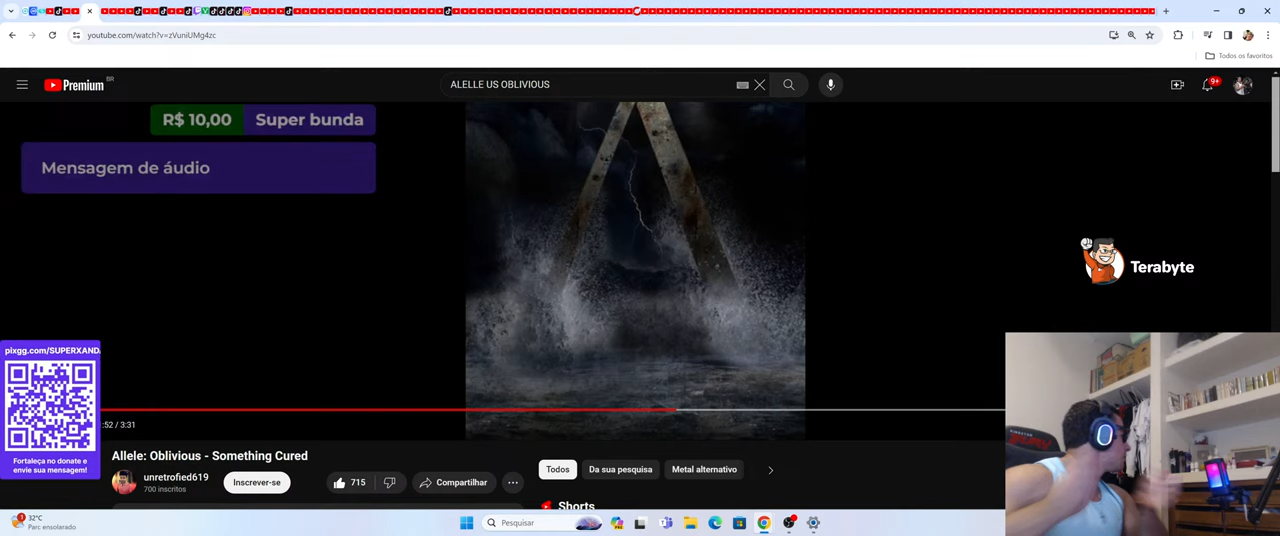 youtube.com/watch?v=zVuniUMg4zc
Todos os favoritos
Premium BR
ALELLE US OBLIVIOUS
9+
R$ 10,00 Super bunda
Mensagem de áudio
Terabyte
pixgg.com/SUPERXAND
Fortaleça no donate e
envie sua mensagem!
:52 / 3:31
Allele: Oblivious - Something Cured
unretrofied619
700 inscritos
Inscrever-se
715
Compartilhar
Todos
Da sua pesquisa
Metal alternativo
Shorts
1
32°C
Parc ensolarado
Pesquisar